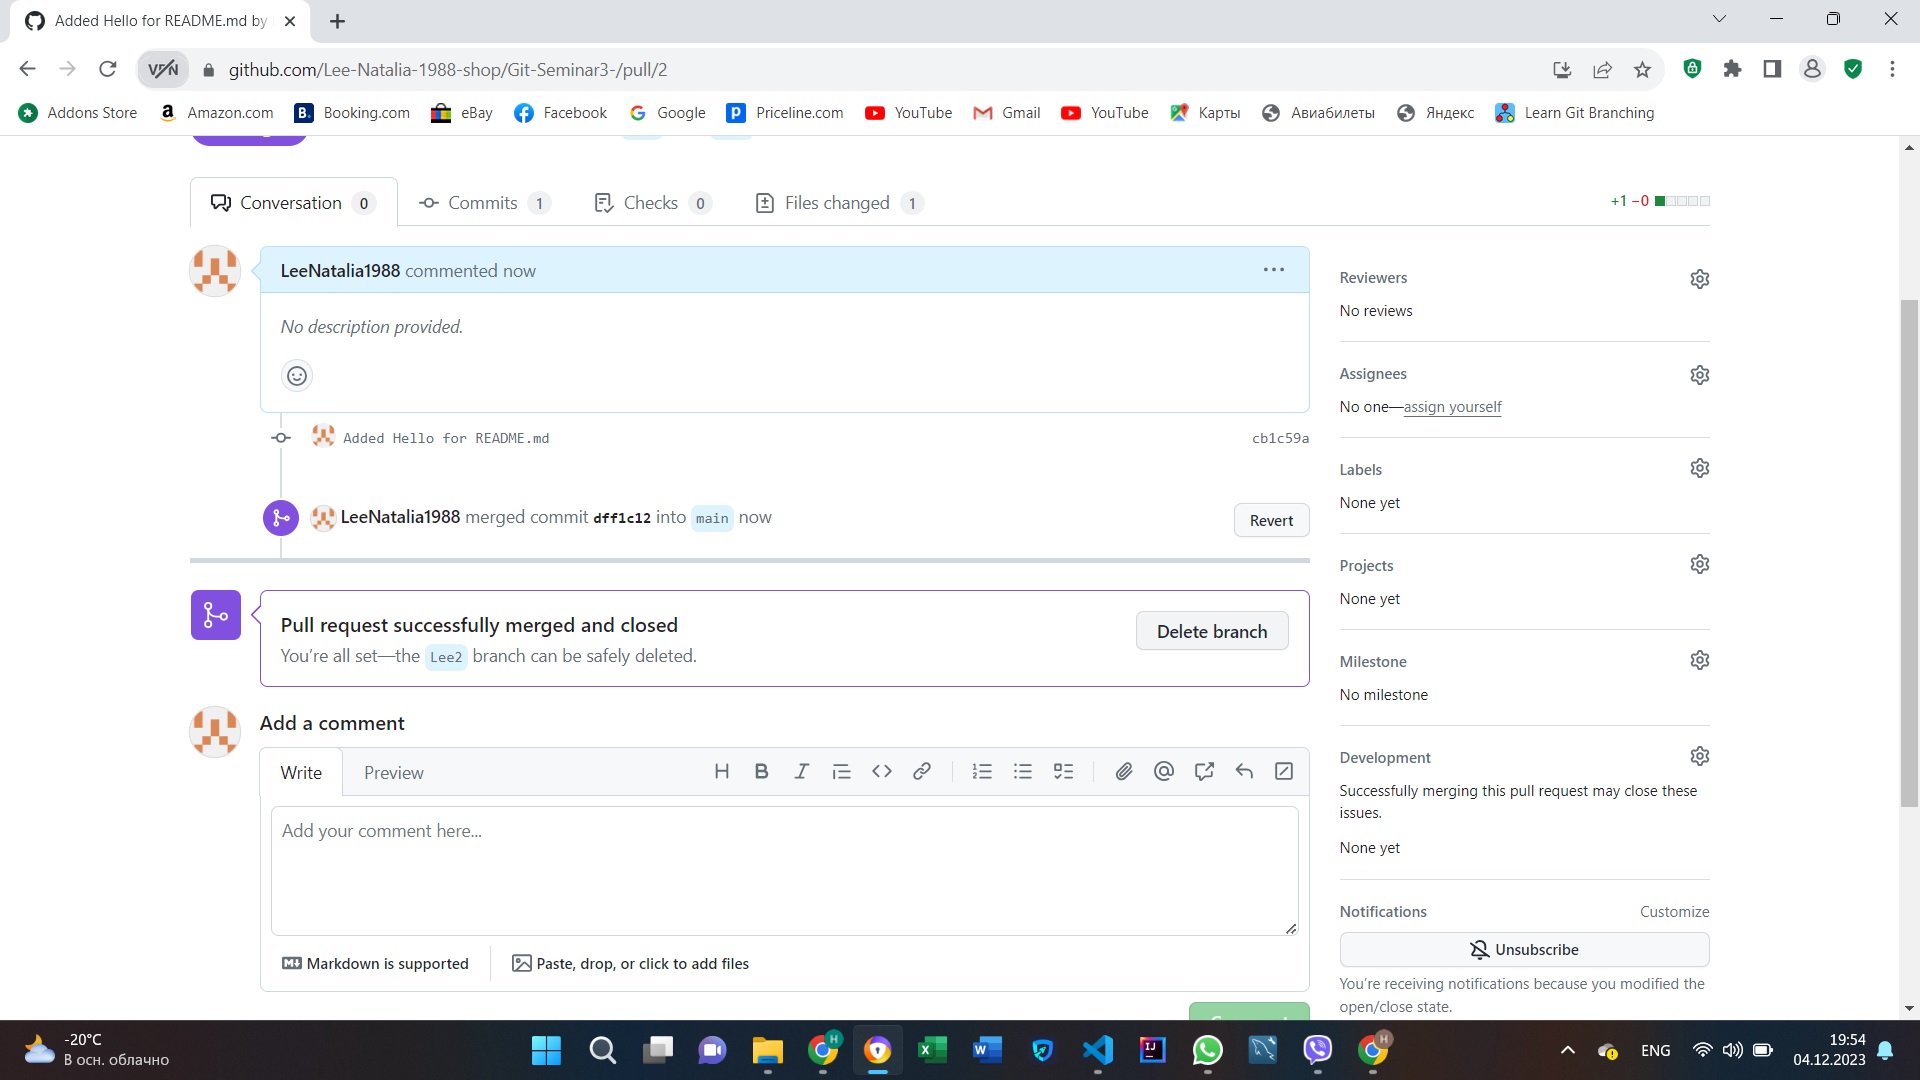 Added Hello for README.md by
VPN
github.com/Lee-Natalia-1988-shop/Git-Seminar3-/pull/2
Addons Store
Amazon.com
Booking.com
eBay
Facebook
Google
Priceline.com
YouTube
Gmail
YouTube
Карты
Авиабилеты
Яндекс
Learn Git Branching
Conversation 0
Commits 1
Checks 0
Files changed 1
+1 −0
LeeNatalia1988 commented now
No description provided.
Added Hello for README.md
cb1c59a
LeeNatalia1988 merged commit dff1c12 into main now
Revert
Pull request successfully merged and closed
You're all set—the Lee2 branch can be safely deleted.
Delete branch
Add a comment
Write
Preview
Add your comment here...
Markdown is supported
Paste, drop, or click to add files
Reviewers
No reviews
Assignees
No one—assign yourself
Labels
None yet
Projects
None yet
Milestone
No milestone
Development
Successfully merging this pull request may close these
issues.
None yet
Notifications
Customize
Unsubscribe
You're receiving notifications because you modified the
open/close state.
-20°C
В осн. облачно
ENG
19:54
04.12.2023